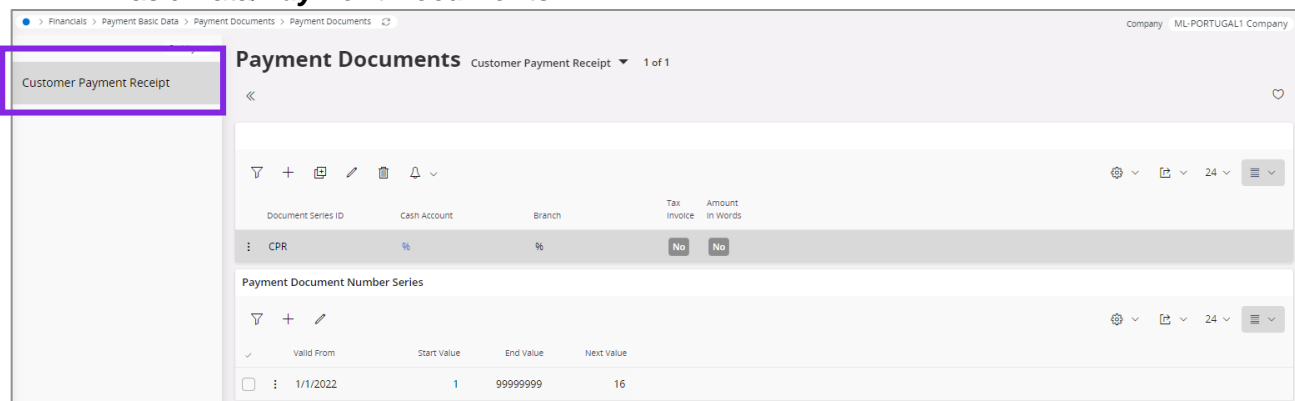 > Financials > Payment Basic Data > Payment Documents > Payment Documents
Company ML-PORTUGAL1 Company
Payment Documents Customer Payment Receipt 1 of 1
Customer Payment Receipt
24
Document Series ID Cash Account Branch Tax Invoice Amount In Words
CPR % % No No
Payment Document Number Series
24
Valid From Start Value End Value Next Value
1/1/2022 1 99999999 16